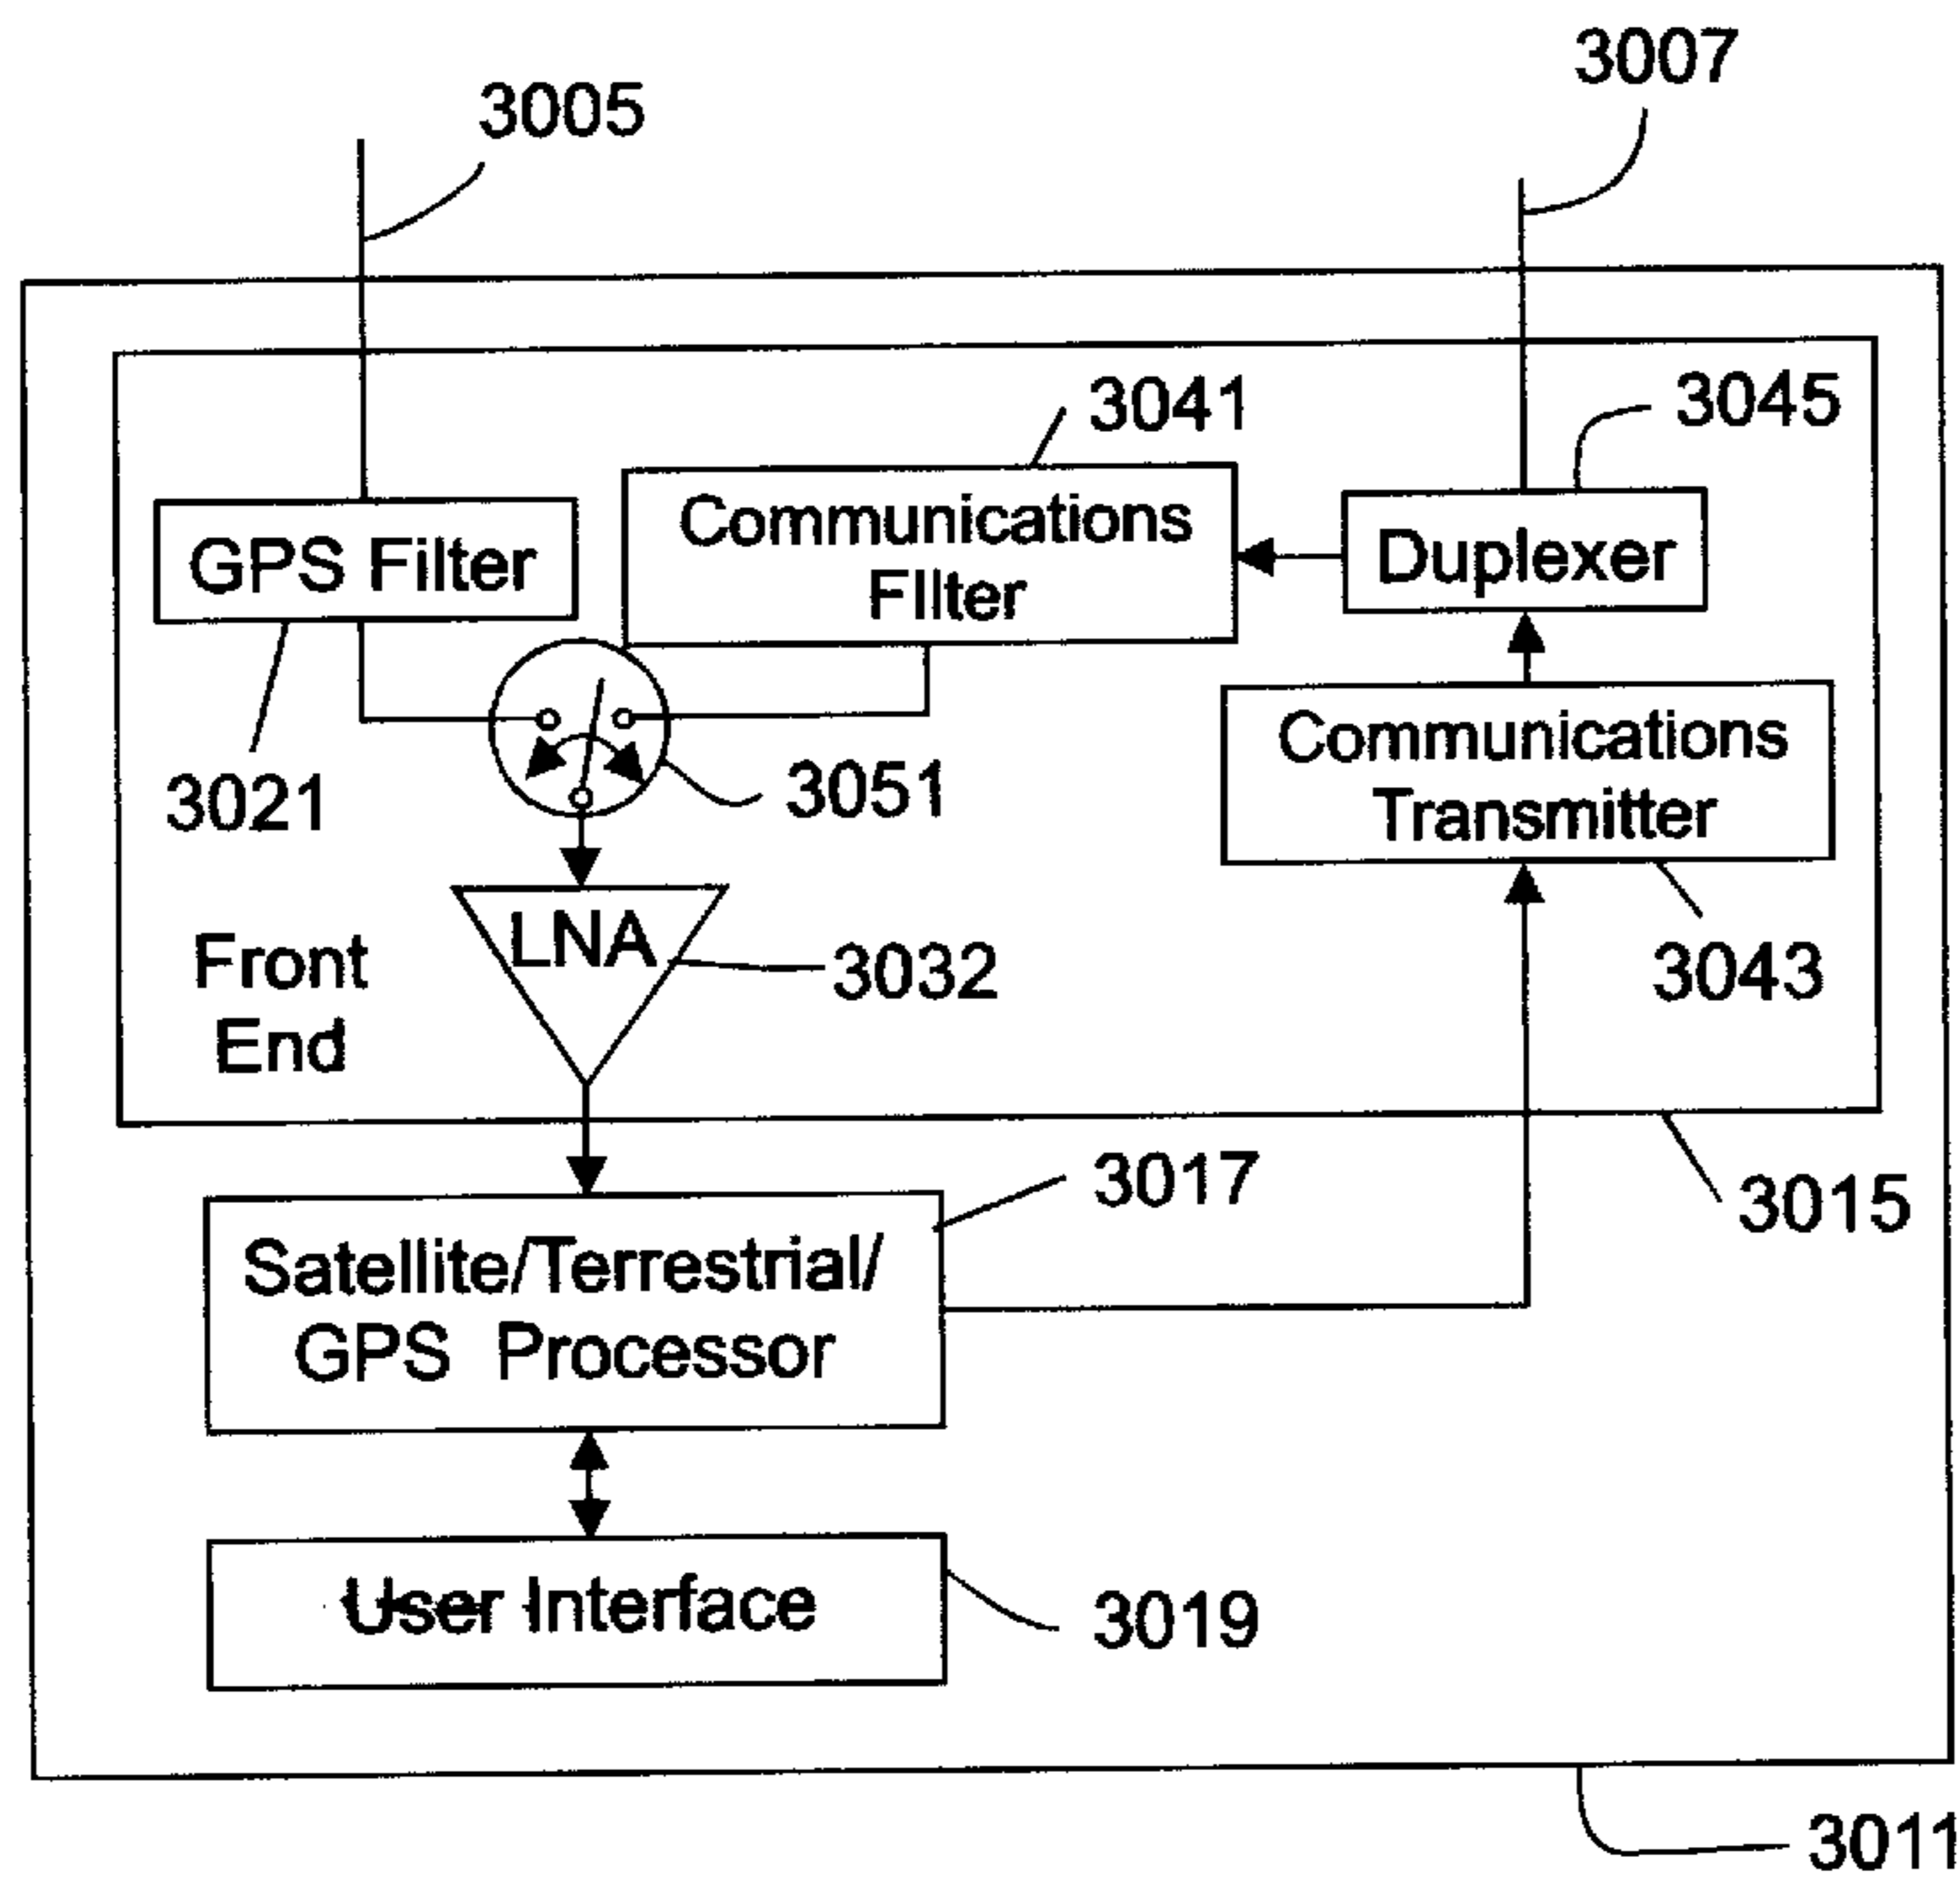 3007
3005
3041
3045
GPS Filter
Communications
FIlter
Duplexer
3021
3051
Communications
Transmitter
LNA
3032
3043
Front
End
3017
3015
Satellite/Terrestrial/
GPS Processor
User Interface
3019
3011